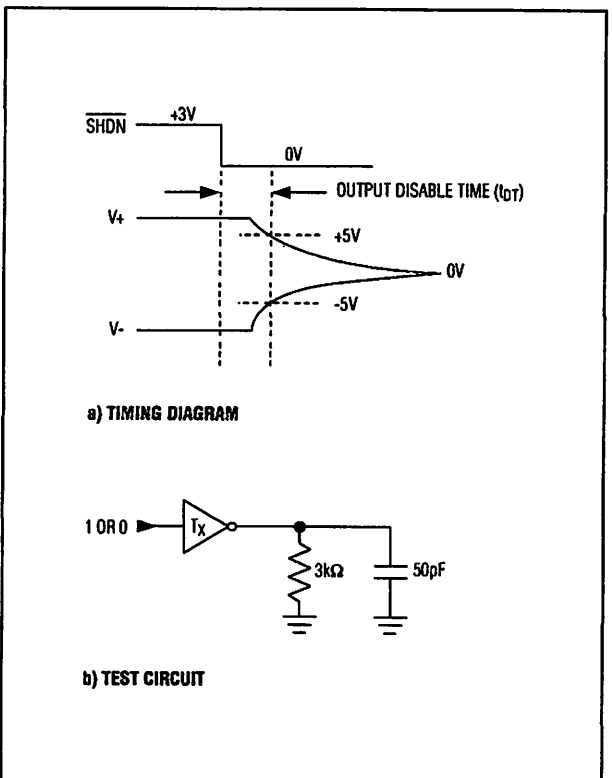 +3V
SHDN
0V
OUTPUT DISABLE TIME (tDT)
V+
+5V
0V
-5V
V-
a) TIMING DIAGRAM
1 OR 0
TX
3kΩ
50pF
b) TEST CIRCUIT